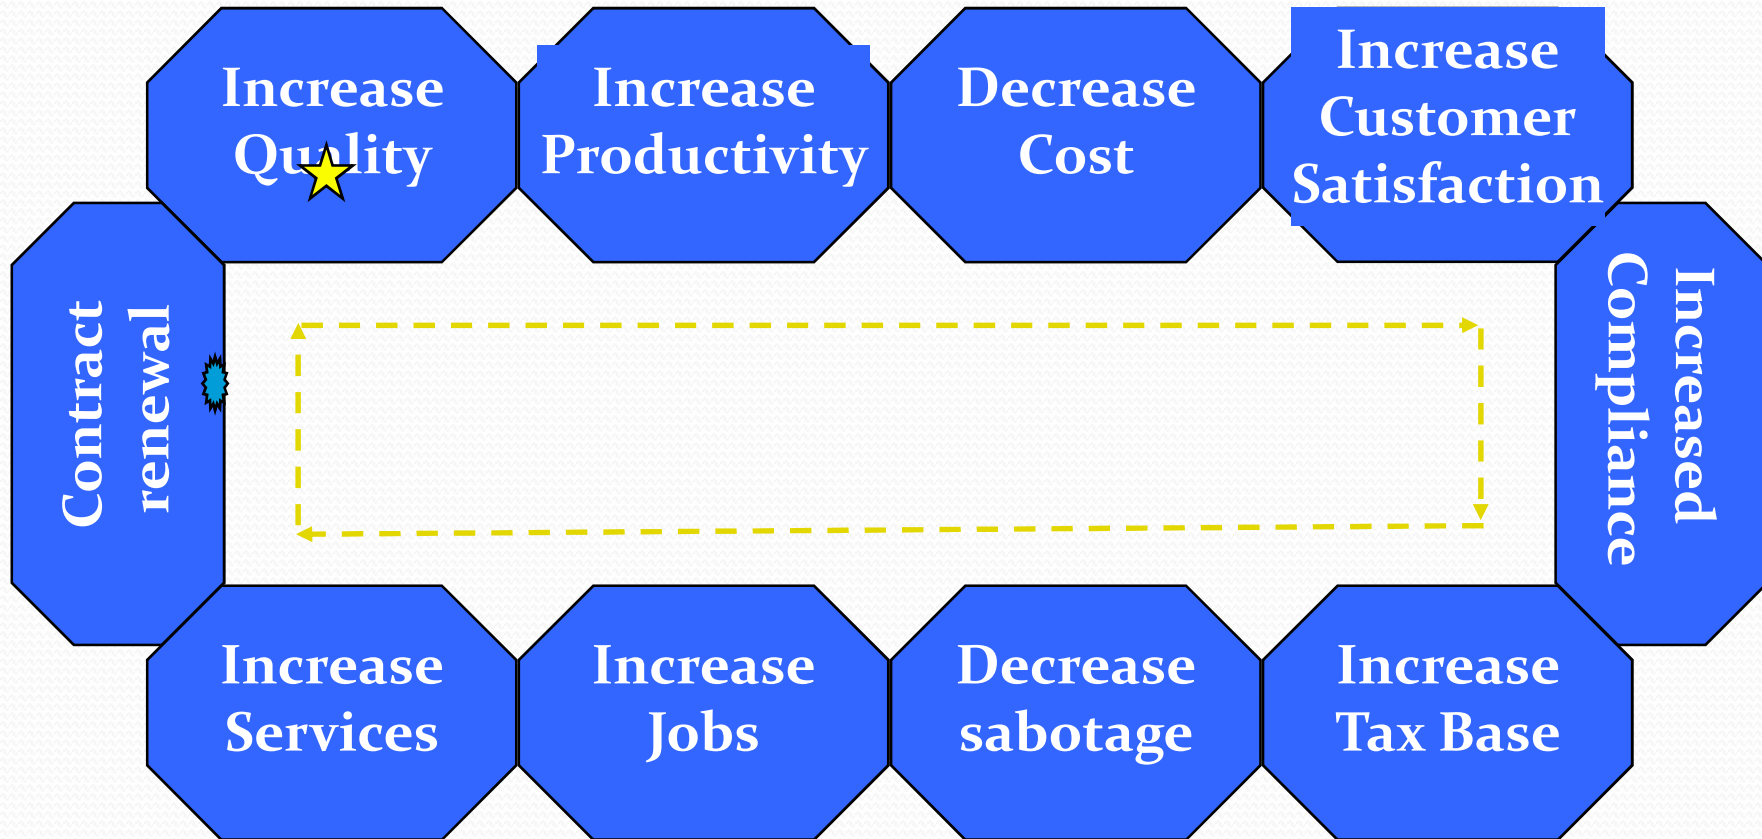 Increase
Quality
Increase
Productivity
Decrease
Cost
Increase
Customer
Satisfaction
Contract
renewal
Increased
Compliance
Increase
Services
Increase
Jobs
Decrease
sabotage
Increase
Tax Base